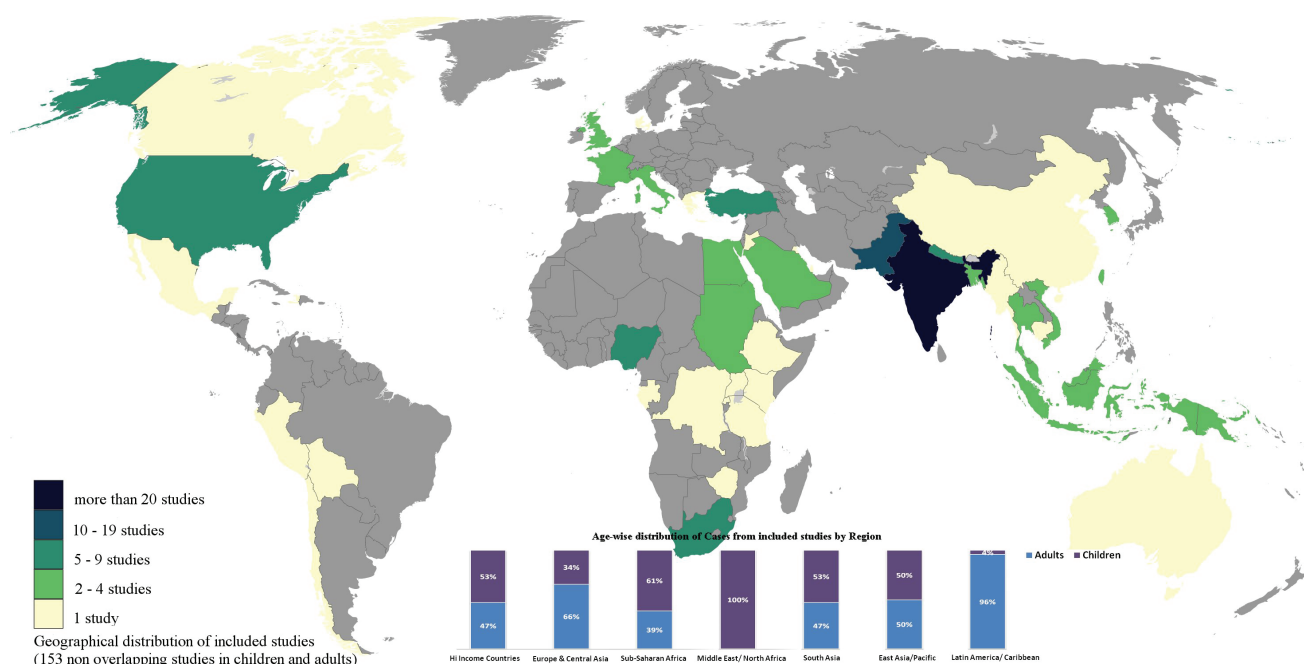 more than 20 studies
10 - 19 studies
5 - 9 studies
2 - 4 studies
1 study
Geographical distribution of included studies
(153 non overlapping studies in children and adults)
Age-wise distribution of Cases from included studies by Region
Adults Children
53% 34% 61% 100% 53% 50% 4%
47% 66% 39% 47% 50% 96%
Hi Income Countries Europe & Central Asia Sub-Saharan Africa Middle East/ North Africa South Asia East Asia/Pacific Latin America/ Caribbean